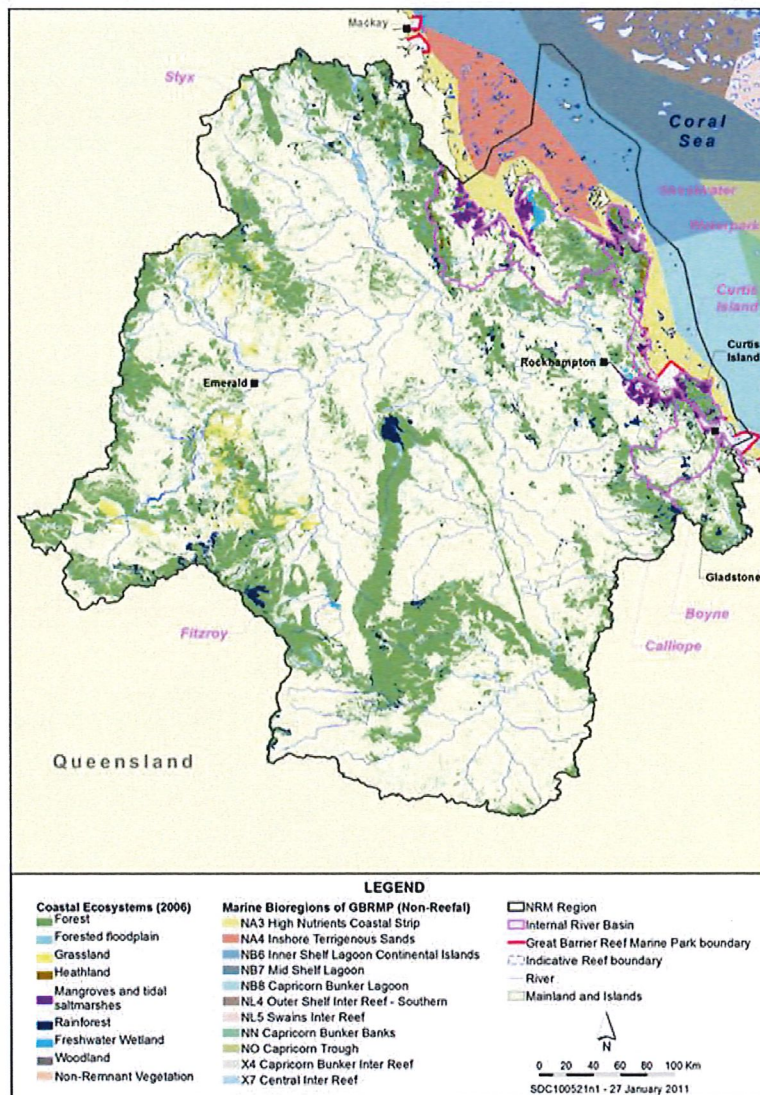 Mackay
Styx
Coral
Sea
Shoalwater
Waterpark
Curtis
Island
Curtis
Island
Rockhampton
Emerald
Gladstone
Boyne
Fitzroy
Calliope
Queensland
LEGEND
Coastal Ecosystems (2006)
Forest
Forested floodplain
Grassland
Heathland
Mangroves and tidal
saltmarshes
Rainforest
Freshwater Wetland
Woodland
Non-Remnant Vegetation
Marine Bioregions of GBRMP (Non-Reefal)
NA3 High Nutrients Coastal Strip
NA4 Inshore Terrigenous Sands
NB6 Inner Shelf Lagoon Continental Islands
NB7 Mid Shelf Lagoon
NB8 Capricorn Bunker Lagoon
NL4 Outer Shelf Inter Reef - Southern
NL5 Swains Inter Reef
NN Capricorn Bunker Banks
NO Capricorn Trough
X4 Capricorn Bunker Inter Reef
X7 Central Inter Reef
NRM Region
Internal River Basin
Great Barrier Reef Marine Park boundary
Indicative Reef boundary
River
Mainland and Islands
N
0 20 40 60 80 100 Km
SDC100521n1 - 27 January 2011